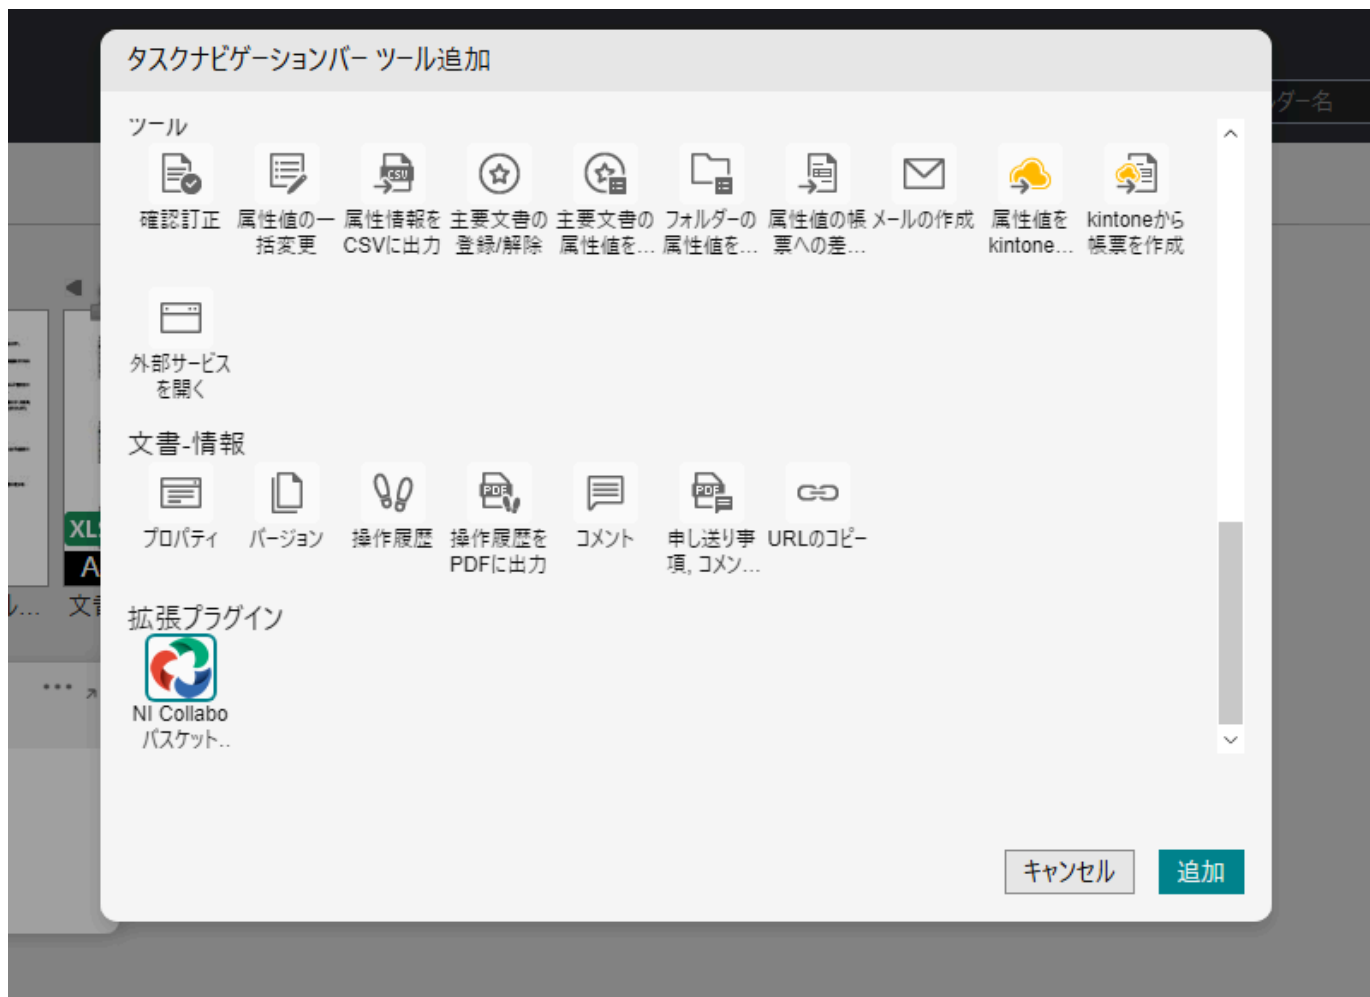 タスクナビゲーションバー ツール追加
ダー名
ツール
確認訂正
属性値の一
括変更
属性情報を
CSVに出力
主要文書の
登録/解除
主要文書の
属性値を...
フォルダーの
属性値を...
属性値の帳
票への差...
メールの作成
属性値を
kintone...
kintoneから
帳票を作成
外部サービス
を開く
文書-情報
プロパティ
バージョン
操作履歴
操作履歴を
PDFに出力
コメント
申し送り事
項, コメン...
URLのコピー
拡張プラグイン
NI Collabo
バスケット..
キャンセル
追加
CSV
PDF
PDF
XL
A
ル...
文書